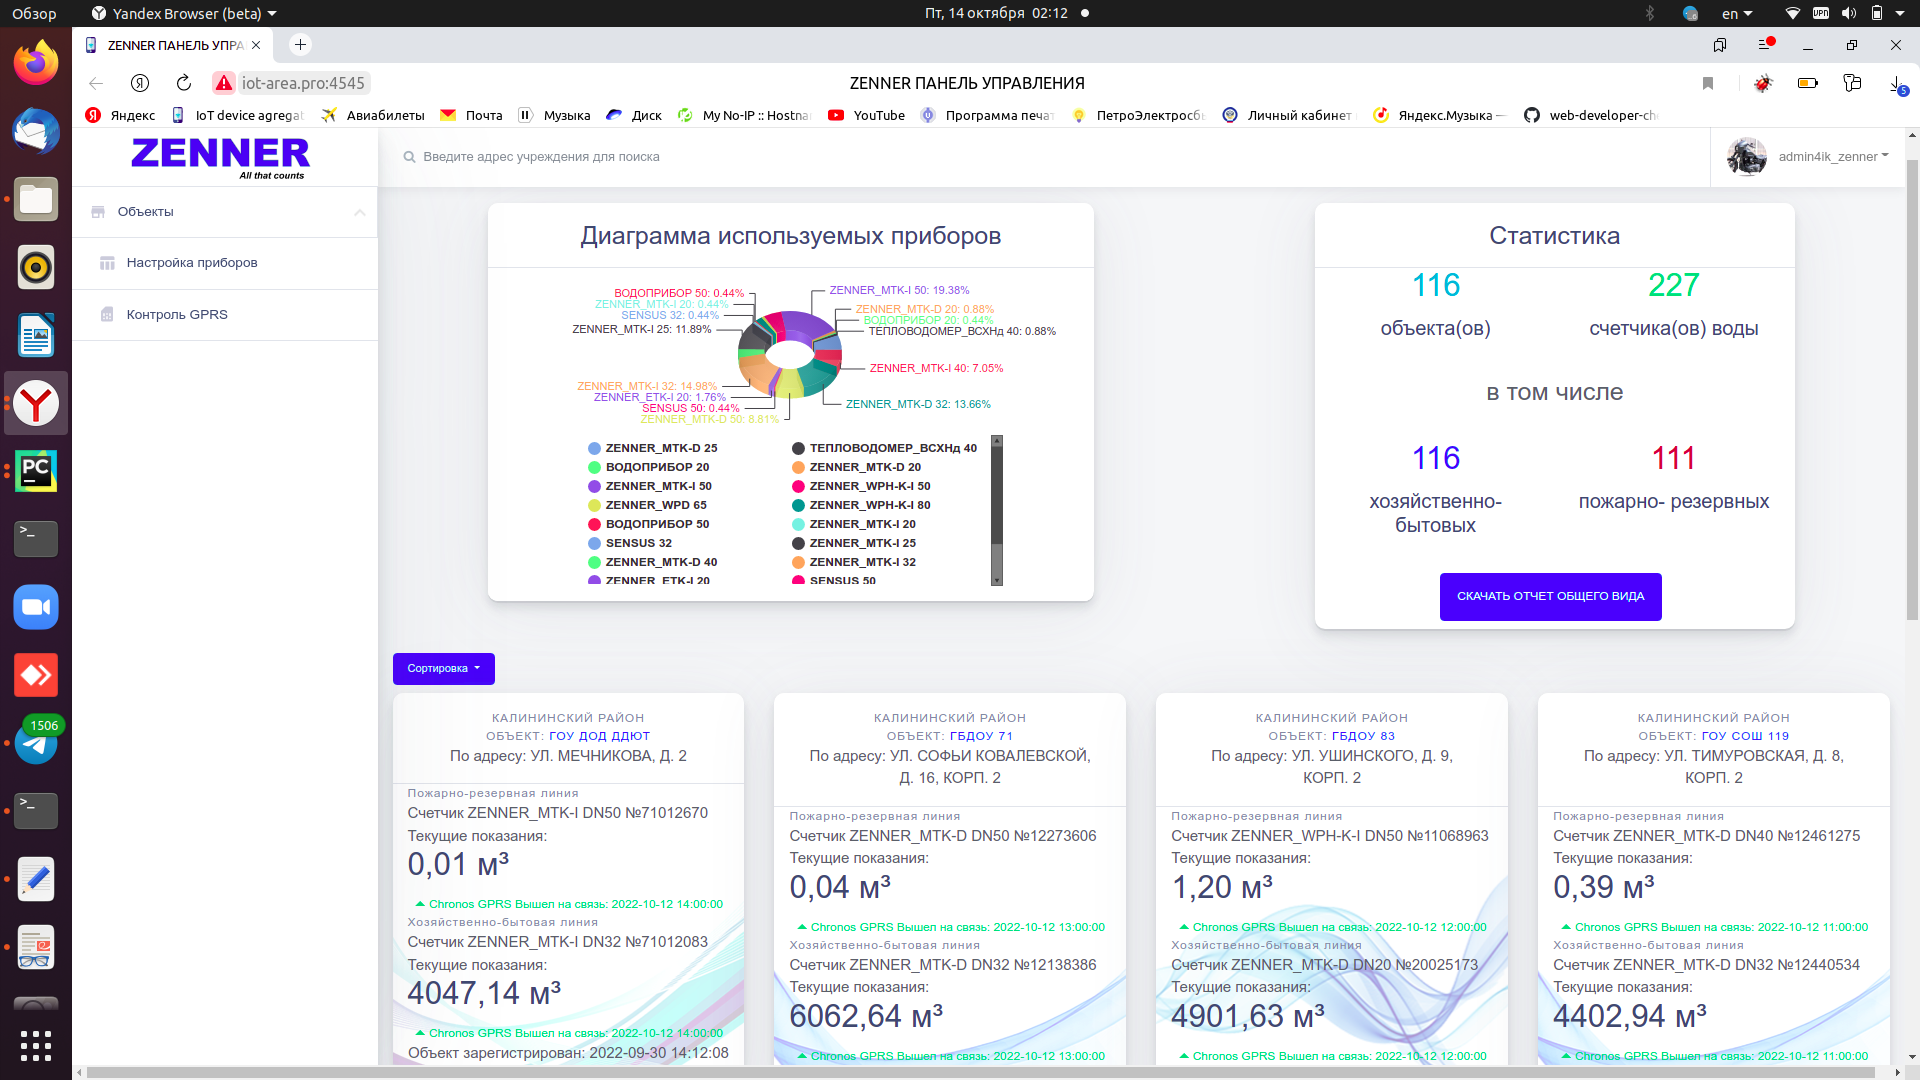 Обзор
Yandex Browser (beta)
Пт, 14 октября 02:12
en
VPN
ZENNER ПАНЕЛЬ УПРА
iot-area.pro:4545
ZENNER ПАНЕЛЬ УПРАВЛЕНИЯ
5
Яндекс
IoT device agregat
Авиабилеты
Почта
Музыка
Диск
My No-IP :: Hostna
YouTube
Программа печат
ПетроЭлектросб
Личный кабинет
Яндекс.Музыка —
web-developer-ch
ZENNER
All that counts
Введите адрес учреждения для поиска
admin4ik_zenner
Объекты
Настройка приборов
Контроль GPRS
PC
1506
Диаграмма используемых приборов
ВОДОПРИБОР 50: 0.44%
ZENNER_MTK-I 20: 0.44%
SENSUS 32: 0.44%
ZENNER_MTK-I 25: 11.89%
ZENNER_MTK-I 32: 14.98%
ZENNER_ETK-I 20: 1.76%
SENSUS 50: 0.44%
ZENNER_MTK-D 50: 8.81%
ZENNER_MTK-I 50: 19.38%
ZENNER_MTK-D 20: 0.88%
ВОДОПРИБОР 20: 0.44%
ТЕПЛОВОДОМЕР_ВСХНд 40: 0.88%
ZENNER_MTK-I 40: 7.05%
ZENNER_MTK-D 32: 13.66%
ZENNER_MTK-D 25
ТЕПЛОВОДОМЕР_ВСХНд 40
ВОДОПРИБОР 20
ZENNER_MTK-D 20
ZENNER_MTK-I 50
ZENNER_WPH-K-I 50
ZENNER_WPD 65
ZENNER_WPH-K-I 80
ВОДОПРИБОР 50
ZENNER_MTK-I 20
SENSUS 32
ZENNER_MTK-I 25
ZENNER_MTK-D 40
ZENNER_MTK-I 32
ZENNER_ETK-I 20
SENSUS 50
Статистика
116
объекта(ов)
227
счетчика(ов) воды
в том числе
116
хозяйственно-
бытовых
111
пожарно- резервных
СКАЧАТЬ ОТЧЕТ ОБЩЕГО ВИДА
Сортировка
КАЛИНИНСКИЙ РАЙОН
ОБЪЕКТ: ГОУ ДОД ДДЮТ
По адресу: УЛ. МЕЧНИКОВА, Д. 2
Пожарно-резервная линия
Счетчик ZENNER_MTK-I DN50 №71012670
Текущие показания:
0,01 м³
Chronos GPRS Вышел на связь: 2022-10-12 14:00:00
Хозяйственно-бытовая линия
Счетчик ZENNER_MTK-I DN32 №71012083
Текущие показания:
4047,14 м³
Chronos GPRS Вышел на связь: 2022-10-12 14:00:00
Объект зарегистрирован: 2022-09-30 14:12:08
КАЛИНИНСКИЙ РАЙОН
ОБЪЕКТ: ГБДОУ 71
По адресу: УЛ. СОФЬИ КОВАЛЕВСКОЙ,
Д. 16, КОРП. 2
Пожарно-резервная линия
Счетчик ZENNER_MTK-D DN50 №12273606
Текущие показания:
0,04 м³
Chronos GPRS Вышел на связь: 2022-10-12 13:00:00
Хозяйственно-бытовая линия
Счетчик ZENNER_MTK-D DN32 №12138386
Текущие показания:
6062,64 м³
Chronos GPRS Вышел на связь: 2022-10-12 13:00:00
КАЛИНИНСКИЙ РАЙОН
ОБЪЕКТ: ГБДОУ 83
По адресу: УЛ. УШИНСКОГО, Д. 9,
КОРП. 2
Пожарно-резервная линия
Счетчик ZENNER_WPH-K-I DN50 №11068963
Текущие показания:
1,20 м³
Chronos GPRS Вышел на связь: 2022-10-12 12:00:00
Хозяйственно-бытовая линия
Счетчик ZENNER_MTK-D DN20 №20025173
Текущие показания:
4901,63 м³
Chronos GPRS Вышел на связь: 2022-10-12 12:00:00
КАЛИНИНСКИЙ РАЙОН
ОБЪЕКТ: ГОУ СОШ 119
По адресу: УЛ. ТИМУРОВСКАЯ, Д. 8,
КОРП. 2
Пожарно-резервная линия
Счетчик ZENNER_MTK-D DN40 №12461275
Текущие показания:
0,39 м³
Chronos GPRS Вышел на связь: 2022-10-12 11:00:00
Хозяйственно-бытовая линия
Счетчик ZENNER_MTK-D DN32 №12440534
Текущие показания:
4402,94 м³
Chronos GPRS Вышел на связь: 2022-10-12 11:00:00